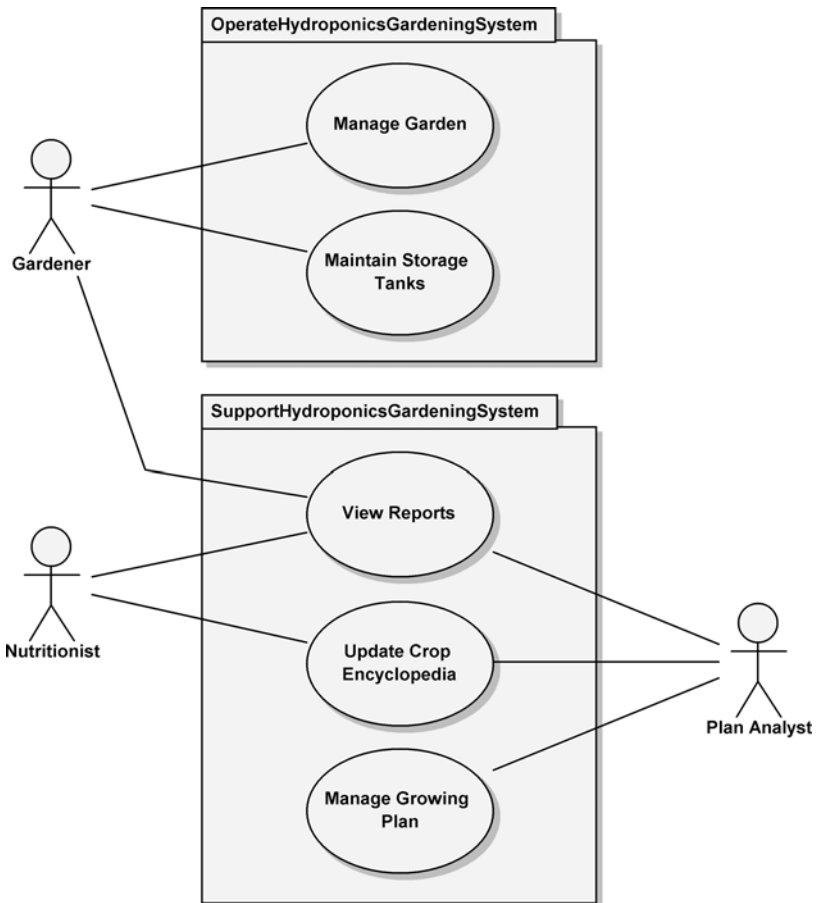 OperateHydroponicsGardeningSystem
Manage Garden
Gardener
Maintain Storage
Tanks
SupportHydroponicsGardeningSystem
View Reports
Nutritionist
Update Crop
Encyclopedia
Plan Analyst
Manage Growing
Plan